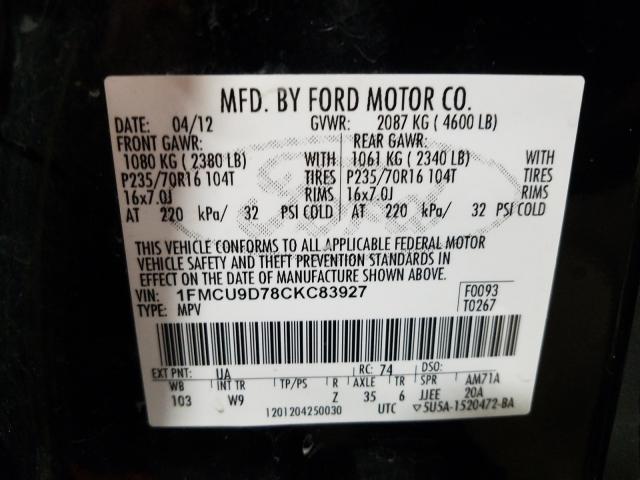 MFD. BY FORD MOTOR CO.
DATE: 04/12 GVWR: 2087 KG ( 4600 LB)
FRONT GAWR: REAR GAWR:
1080 KG ( 2380 LB) WITH 1061 KG ( 2340 LB) WITH
P235/70R16 104T TIRES P235/70R16 104T TIRES
16x7.0J RIMS 16x7.0J RIMS
AT 220 kPa/ 32 PSI COLD AT 220 kPa/ 32 PSI COLD
THIS VEHICLE CONFORMS TO ALL APPLICABLE FEDERAL MOTOR
VEHICLE SAFETY AND THEFT PREVENTION STANDARDS IN
EFFECT ON THE DATE OF MANUFACTURE SHOWN ABOVE.
VIN: 1FMCU9D78CKC83927 F0093
TYPE: MPV T0267
EXT PNT: UA RC: 74 DSO:
WB INT TR TP/PS R AXLE TR SPR AM71A
103 W9 Z 35 6 JJEE 20A
1201204250030 UTC ▽5U5A-1520472-BA
Ford